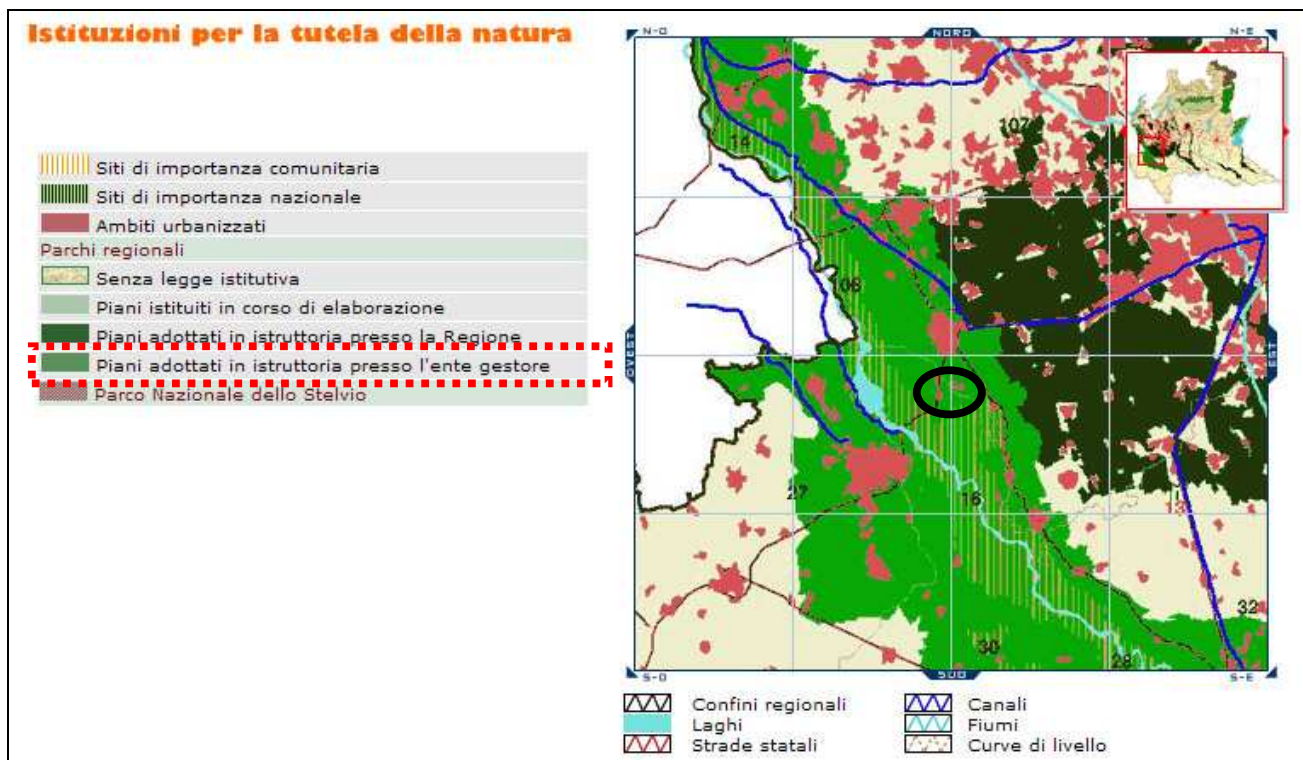 Istituzioni per la tutela della natura
Siti di importanza comunitaria
Siti di importanza nazionale
Ambiti urbanizzati
Parchi regionali
Senza legge istitutiva
Piani istituiti in corso di elaborazione
Piani adottati in istruttoria presso la Regione
Piani adottati in istruttoria presso l'ente gestore
Parco Nazionale dello Stelvio
N-O
NORD
N-E
107
14
106
OVEST
EST
27
16
13
32
30
28
S-O
SUD
S-E
Confini regionali
Canali
Laghi
Fiumi
Strade statali
Curve di livello